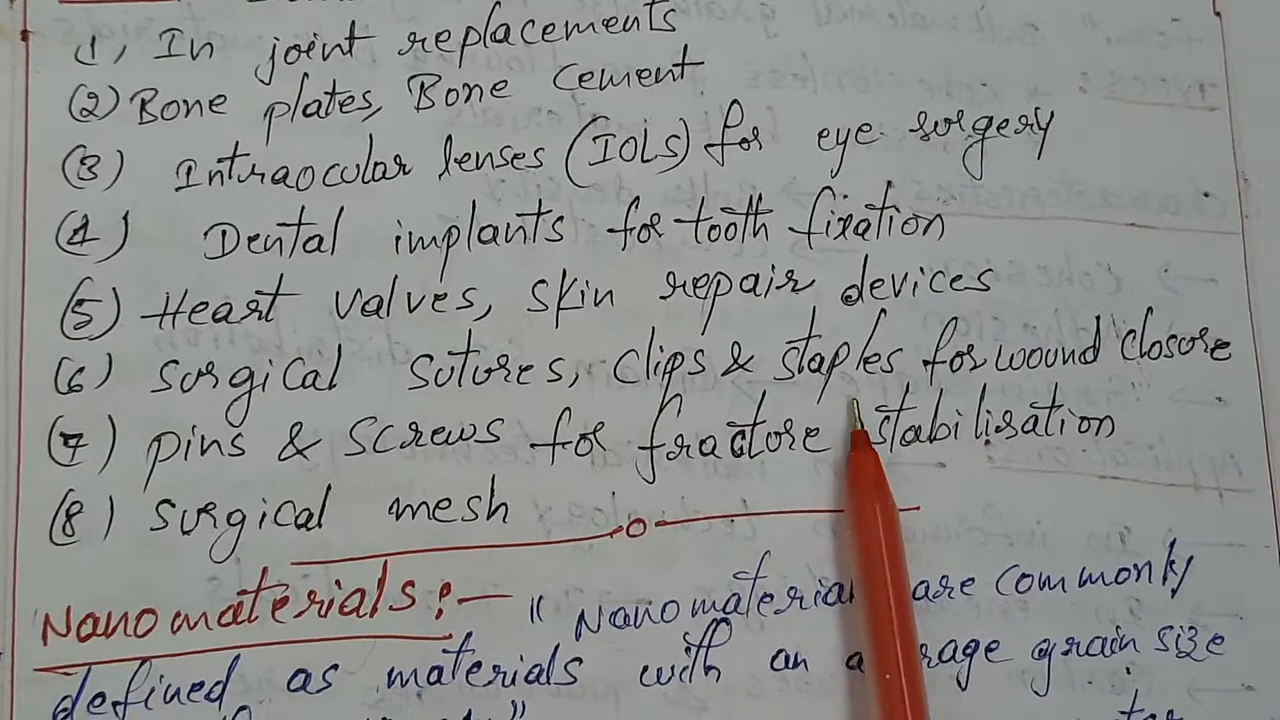 (1) In joint replacements
(2) Bone plates, Bone cement
(3) Intraocular lenses (IOLs) for eye surgery
(4) Dental implants for tooth fixation
(5) Heart valves, skin repair devices
(6) Surgical sutures, clips & staples for wound closure
(7) pins & screws for fracture stabilisation
(8) Surgical mesh
Nanomaterials :- "Nanomaterial are commonly
defined as materials with an average grain size